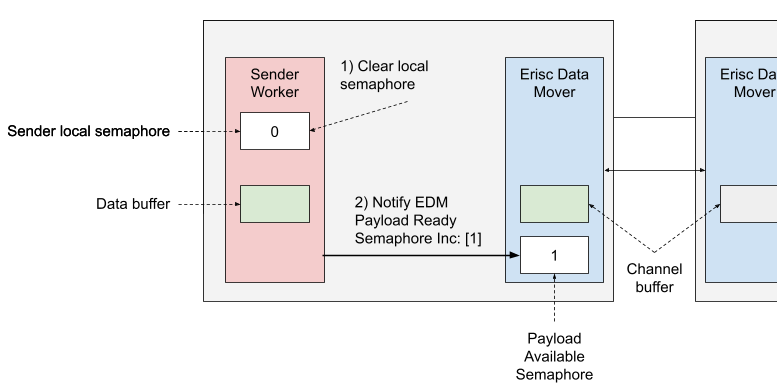 Sender
Worker
1) Clear local
semaphore
Erisc Data
Mover
Erisc Da
Mover
Sender local semaphore
0
Data buffer
2) Notify EDM
Payload Ready
Semaphore Inc: [1]
1
Channel
buffer
Payload
Available
Semaphore